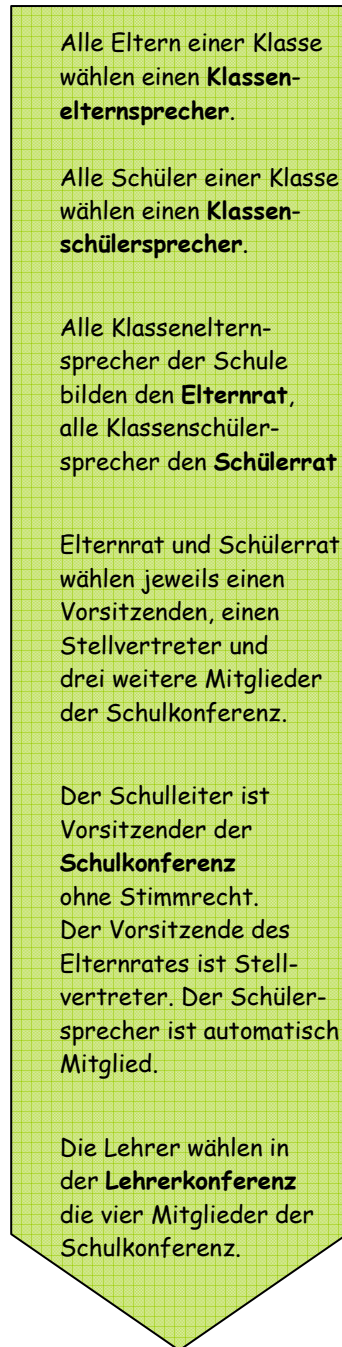 Alle Eltern einer Klasse
wählen einen Klassen-
elternsprecher.
Alle Schüler einer Klasse
wählen einen Klassen-
schülersprecher.
Alle Klasseneltern-
sprecher der Schule
bilden den Elternrat,
alle Klassenschüler-
sprecher den Schülerrat
Elternrat und Schülerrat
wählen jeweils einen
Vorsitzenden, einen
Stellvertreter und
drei weitere Mitglieder
der Schulkonferenz.
Der Schulleiter ist
Vorsitzender der
Schulkonferenz
ohne Stimmrecht.
Der Vorsitzende des
Elternrates ist Stell-
vertreter. Der Schüler-
sprecher ist automatisch
Mitglied.
Die Lehrer wählen in
der Lehrerkonferenz
die vier Mitglieder der
Schulkonferenz.